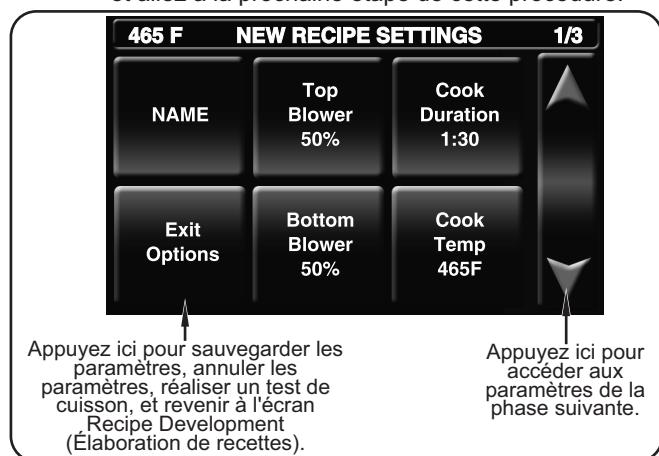 et allez à la prochaine étape de cette procédure.
465 F NEW RECIPE SETTINGS 1/3
NAME
Top
Blower
50%
Cook
Duration
1:30
Exit
Options
Bottom
Blower
50%
Cook
Temp
465F
Appuyez ici pour sauvegarder les
paramètres, annuler les
paramètres, réaliser un test de
cuisson, et revenir à l'écran
Recipe Development
(Élaboration de recettes).
Appuyez ici pour
accéder aux
paramètres de la
phase suivante.